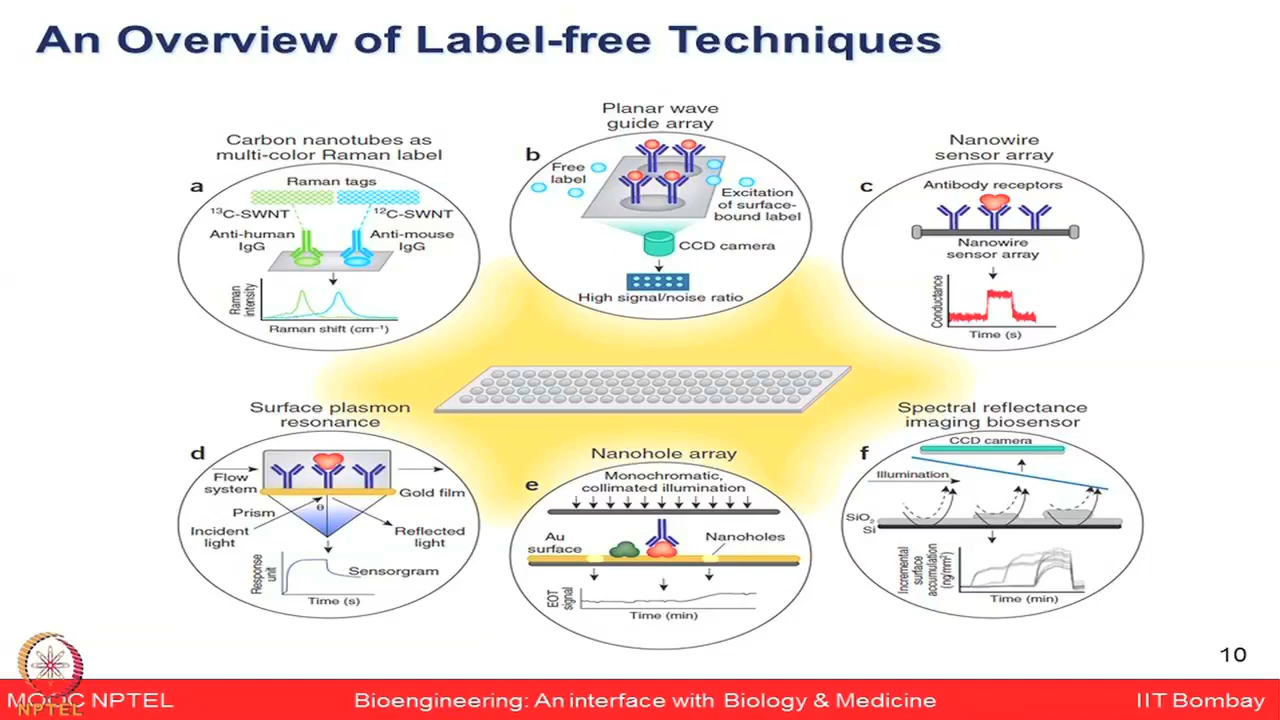 An Overview of Label-free Techniques
Carbon nanotubes as
multi-color Raman label
a
Raman tags
¹³C-SWNT
¹²C-SWNT
Anti-human
IgG
Anti-mouse
IgG
Raman
intensity
Raman shift (cm⁻¹)
Planar wave
guide array
b
Free
label
Excitation
of surface-
bound label
CCD camera
High signal/noise ratio
Nanowire
sensor array
c
Antibody receptors
Nanowire
sensor array
Conductance
Time (s)
Surface plasmon
resonance
d
Flow
system
Gold film
Prism
θ
Incident
light
Reflected
light
Response
unit
Sensorgram
Time (s)
Nanohole array
e
Monochromatic,
collimated illumination
Au
surface
Nanoholes
EOT
signal
Time (min)
Spectral reflectance
imaging biosensor
f
CCD camera
Illumination
SiO₂
Si
Incremental
surface
accumulation
(ng/mm²)
Time (min)
10
NPTEL
MOOC NPTEL
Bioengineering: An interface with Biology & Medicine
IIT Bombay